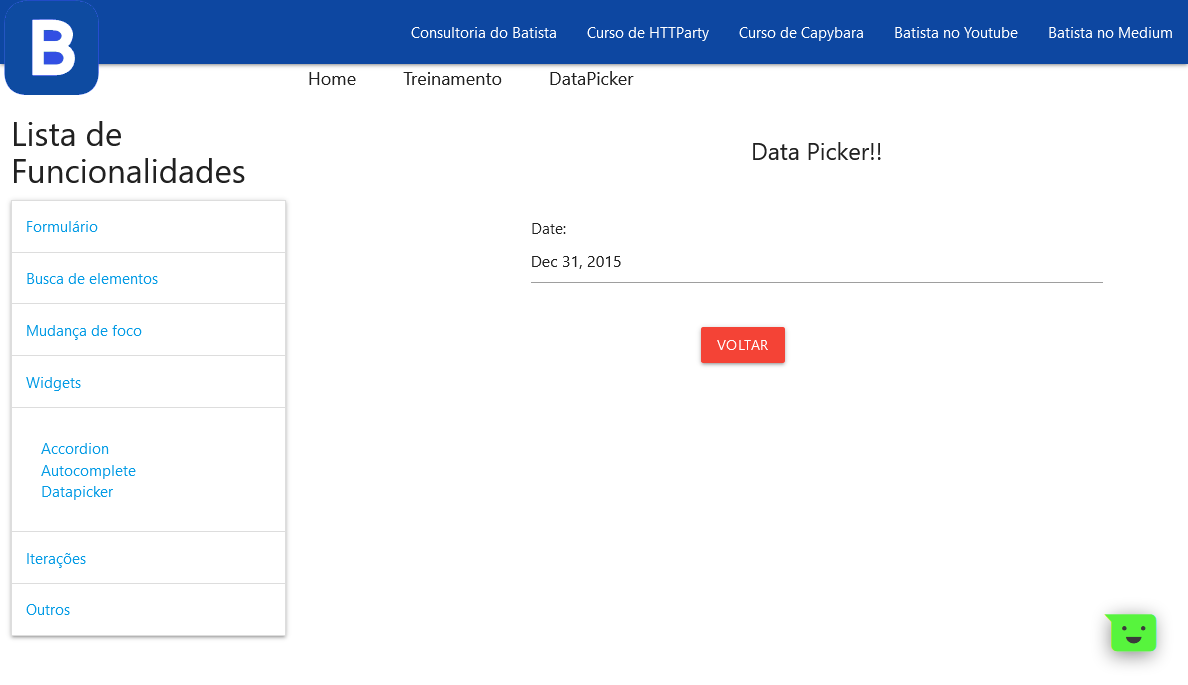 B
Consultoria do Batista
Curso de HTTParty
Curso de Capybara
Batista no Youtube
Batista no Medium
Home
Treinamento
DataPicker
Lista de
Funcionalidades
Formulário
Busca de elementos
Mudança de foco
Widgets
Accordion
Autocomplete
Datapicker
Iterações
Outros
Data Picker!!
Date:
Dec 31, 2015
VOLTAR